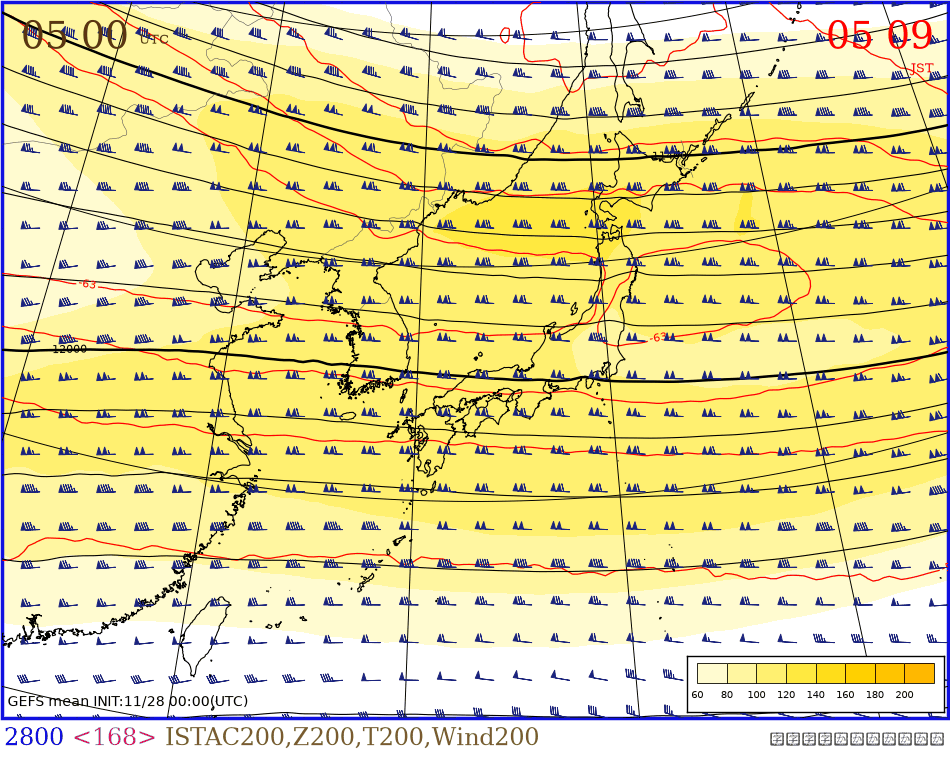 05 00 UTC
05 09 JST
-63
-63
12000
60 80 100 120 140 160 180 200
GEFS mean INIT:11/28 00:00(UTC)
2800 <168> ISTAC200,Z200,T200,Wind200